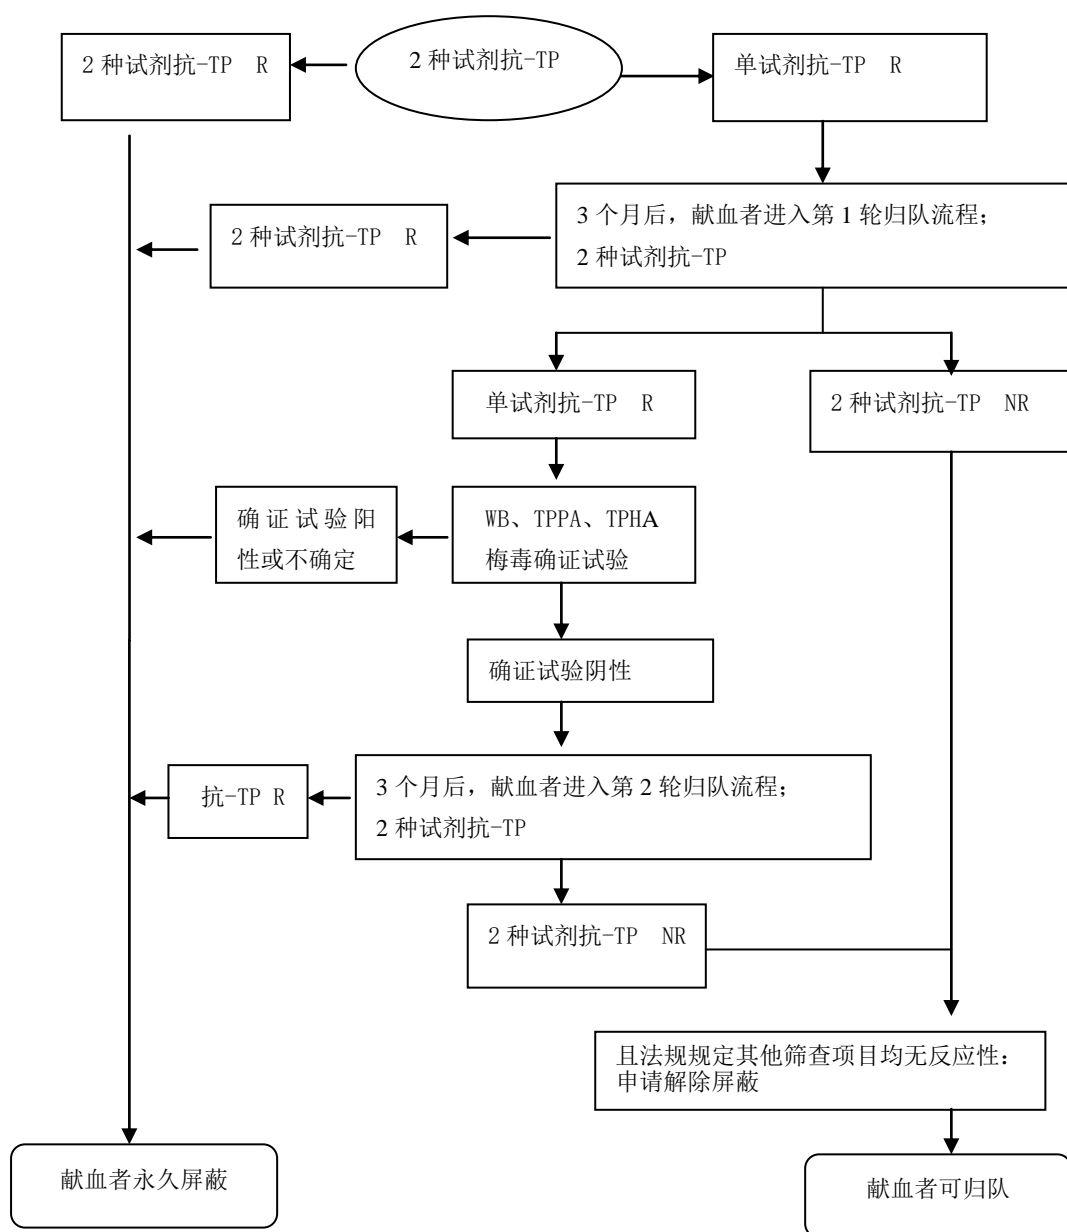 2 种试剂抗-TP R
2 种试剂抗-TP
单试剂抗-TP R
3 个月后，献血者进入第 1 轮归队流程；
2 种试剂抗-TP
2 种试剂抗-TP R
单试剂抗-TP R
2 种试剂抗-TP NR
确证试验阳
性或不确定
WB、TPPA、TPHA
梅毒确证试验
确证试验阴性
抗-TP R
3 个月后，献血者进入第 2 轮归队流程；
2 种试剂抗-TP
2 种试剂抗-TP NR
且法规规定其他筛查项目均无反应性：
申请解除屏蔽
献血者永久屏蔽
献血者可归队